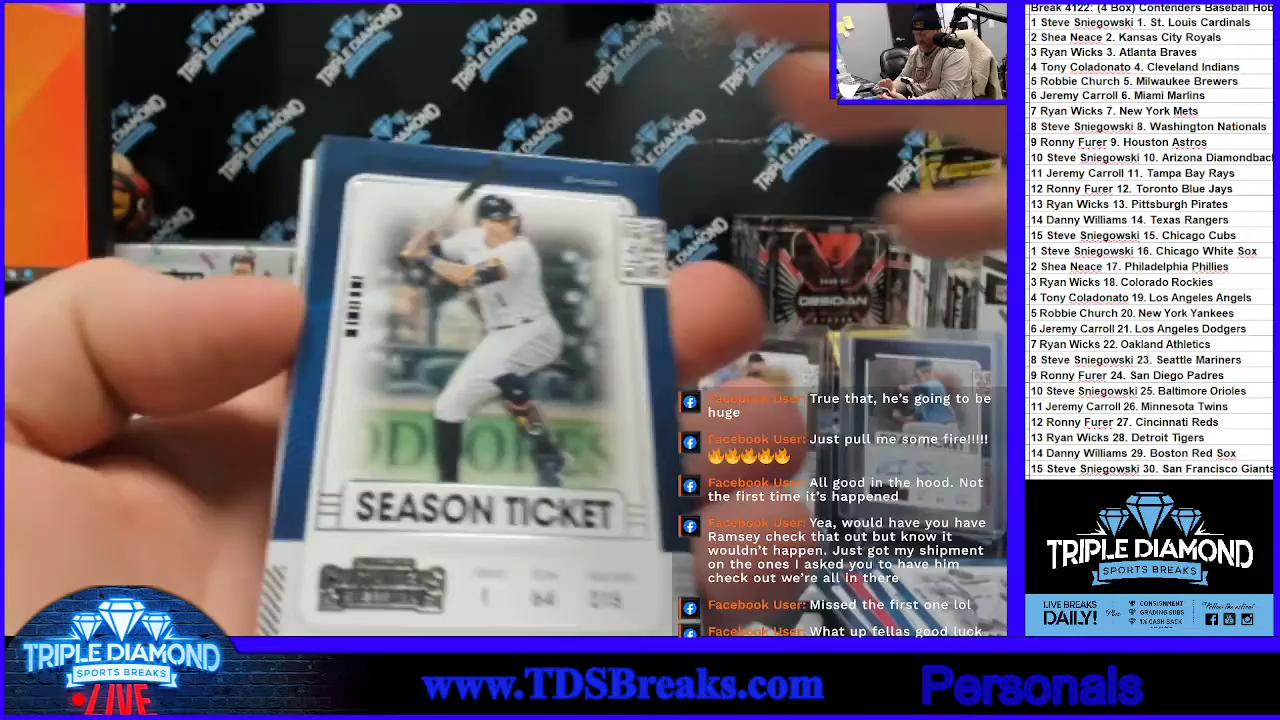 Break 4122. (4 Box) Contenders Baseball Hob
1 Steve Sniegowski 1. St. Louis Cardinals
2 Shea Neace 2. Kansas City Royals
3 Ryan Wicks 3. Atlanta Braves
4 Tony Coladonato 4. Cleveland Indians
5 Robbie Church 5. Milwaukee Brewers
6 Jeremy Carroll 6. Miami Marlins
7 Ryan Wicks 7. New York Mets
8 Steve Sniegowski 8. Washington Nationals
9 Ronny Furer 9. Houston Astros
10 Steve Sniegowski 10. Arizona Diamondbac
11 Jeremy Carroll 11. Tampa Bay Rays
12 Ronny Furer 12. Toronto Blue Jays
13 Ryan Wicks 13. Pittsburgh Pirates
14 Danny Williams 14. Texas Rangers
15 Steve Sniegowski 15. Chicago Cubs
1 Steve Sniegowski 16. Chicago White Sox
2 Shea Neace 17. Philadelphia Phillies
3 Ryan Wicks 18. Colorado Rockies
4 Tony Coladonato 19. Los Angeles Angels
5 Robbie Church 20. New York Yankees
6 Jeremy Carroll 21. Los Angeles Dodgers
7 Ryan Wicks 22. Oakland Athletics
8 Steve Sniegowski 23. Seattle Mariners
9 Ronny Furer 24. San Diego Padres
10 Steve Sniegowski 25. Baltimore Orioles
11 Jeremy Carroll 26. Minnesota Twins
12 Ronny Furer 27. Cincinnati Reds
13 Ryan Wicks 28. Detroit Tigers
14 Danny Williams 29. Boston Red Sox
15 Steve Sniegowski 30. San Francisco Giants
TRIPLE DIAMOND
SPORTS BREAKS
OBSIDIAN
SEASON TICKET
1 64 215
Facebook User: True that, he's going to be
huge
Facebook User: Just pull me some fire!!!!!
🔥🔥🔥🔥🔥
Facebook User: All good in the hood. Not
the first time it's happened
Facebook User: Yea, would have you have
Ramsey check that out but know it
wouldn't happen. Just got my shipment
on the ones I asked you to have him
check out we're all in there
Facebook User: Missed the first one lol
Facebook User: What up fellas good luck
TRIPLE DIAMOND
SPORTS BREAKS
LIVE BREAKS
DAILY!
CONSIGNMENT
GRADING SUBS
1% CASH BACK
TRIPLE DIAMOND
SPORTS BREAKS
LIVE
www.TDSBreaks.com
Personals